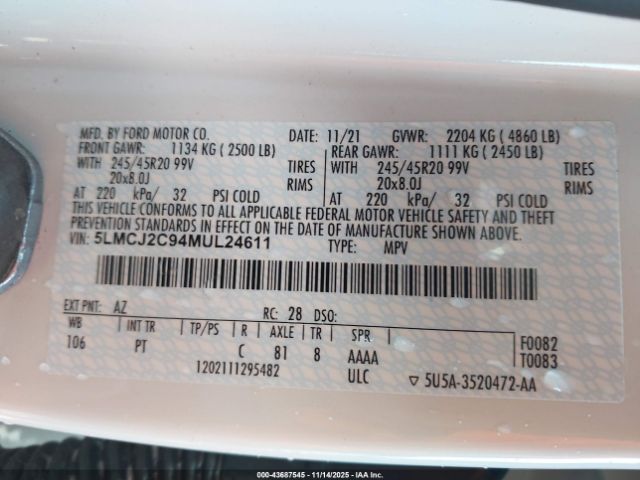 MFD. BY FORD MOTOR CO. DATE: 11/21 GVWR: 2204 KG ( 4860 LB)
FRONT GAWR: 1134 KG ( 2500 LB) REAR GAWR: 1111 KG ( 2450 LB)
WITH 245/45R20 99V TIRES WITH 245/45R20 99V TIRES
20x8.0J RIMS 20x8.0J RIMS
AT 220 kPa/ 32 PSI COLD AT 220 kPa/ 32 PSI COLD
THIS VEHICLE CONFORMS TO ALL APPLICABLE FEDERAL MOTOR VEHICLE SAFETY AND THEFT
PREVENTION STANDARDS IN EFFECT ON THE DATE OF MANUFACTURE SHOWN ABOVE.
VIN: 5LMCJ2C94MUL24611 TYPE: MPV
EXT PNT: AZ RC: 28 DSO:
WB INT TR TP/PS R AXLE TR SPR F0082
106 PT C 81 8 AAAA T0083
1202111295482 ULC ▽ 5U5A-3520472-AA
000-43687545 - 11/14/2025 - IAA Inc.